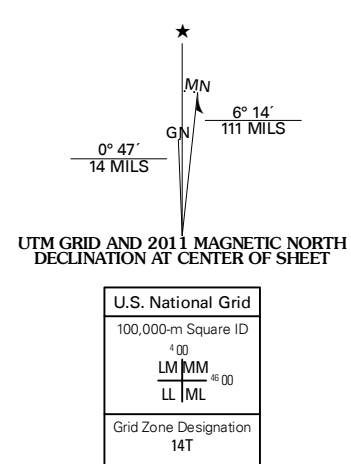 ★
MN
GN
6° 14´
111 MILS
0° 47´
14 MILS
UTM GRID AND 2011 MAGNETIC NORTH
DECLINATION AT CENTER OF SHEET
U.S. National Grid
100,000-m Square ID
4 00
LM MM
46 00
LL ML
Grid Zone Designation
14T